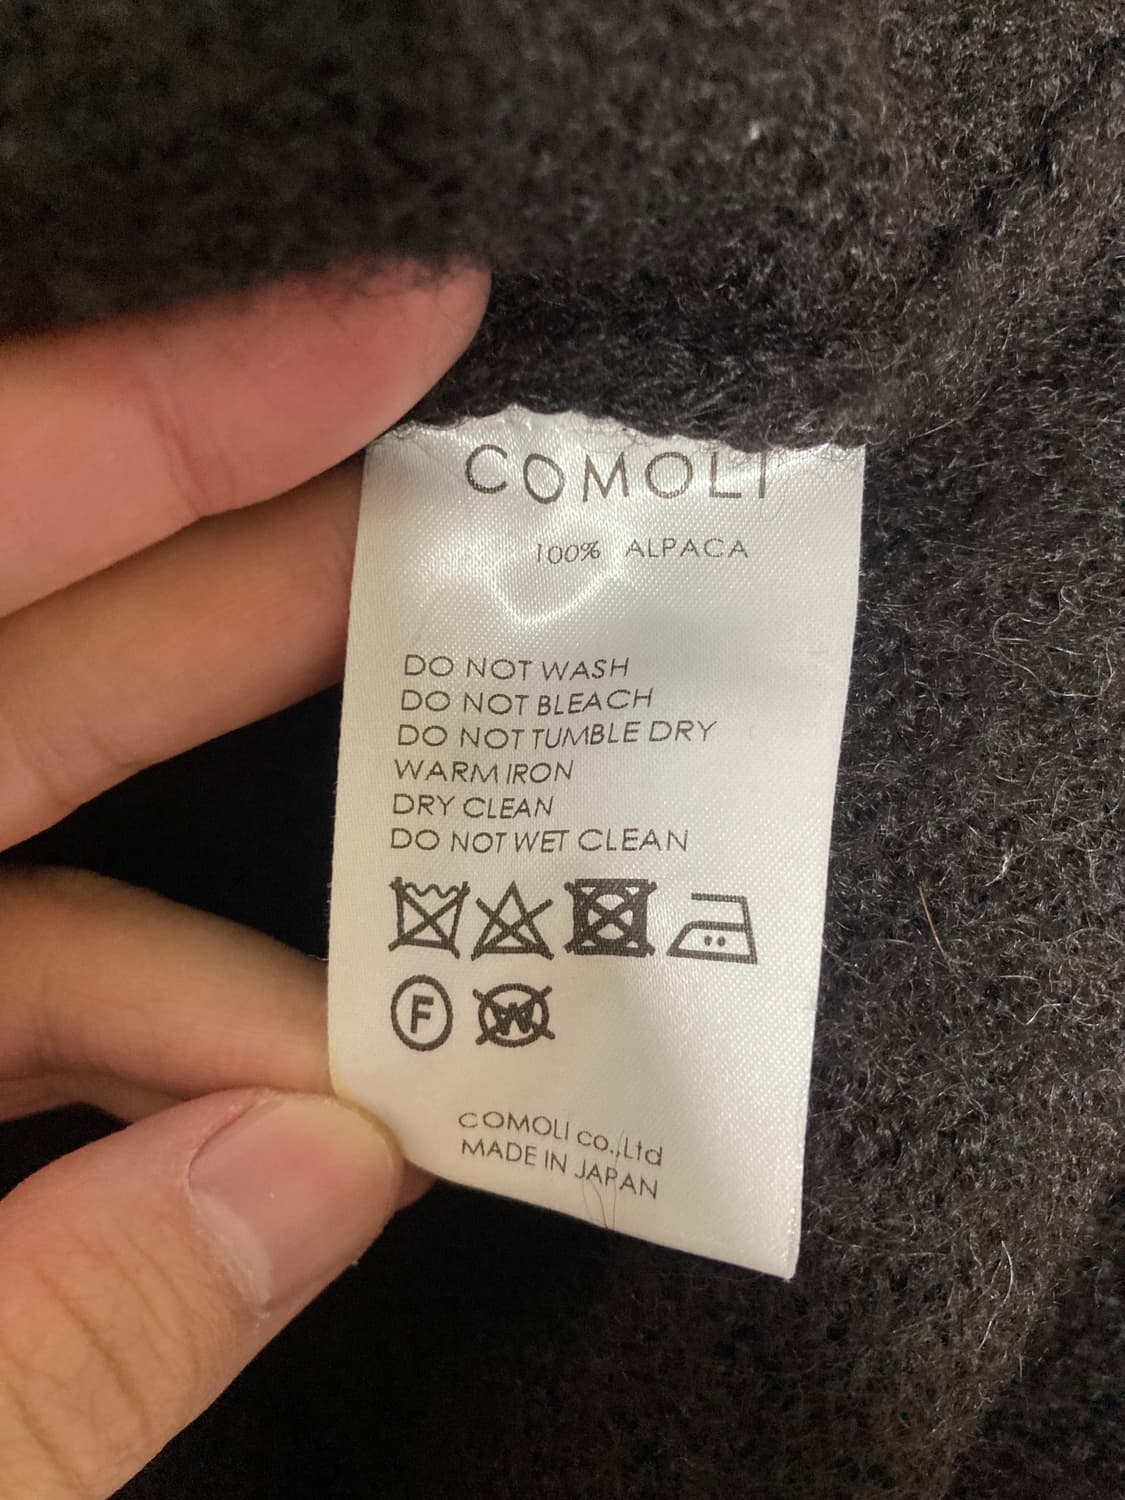 COMOLI
100% ALPACA
DO NOT WASH
DO NOT BLEACH
DO NOT TUMBLE DRY
WARM IRON
DRY CLEAN
DO NOT WET CLEAN
F W
COMOLI co.,Ltd
MADE IN JAPAN